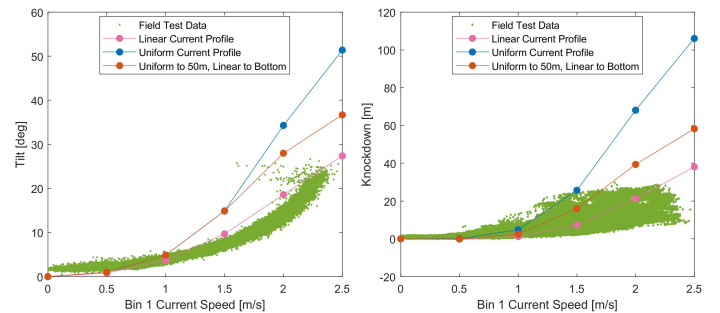 60
50
40
30
20
10
0
Tilt [deg]
Field Test Data
Linear Current Profile
Uniform Current Profile
Uniform to 50m, Linear to Bottom
0 0.5 1 1.5 2 2.5
Bin 1 Current Speed [m/s]
120
100
80
60
40
20
0
-20
Knockdown [m]
Field Test Data
Linear Current Profile
Uniform Current Profile
Uniform to 50m, Linear to Bottom
0 0.5 1 1.5 2 2.5
Bin 1 Current Speed [m/s]